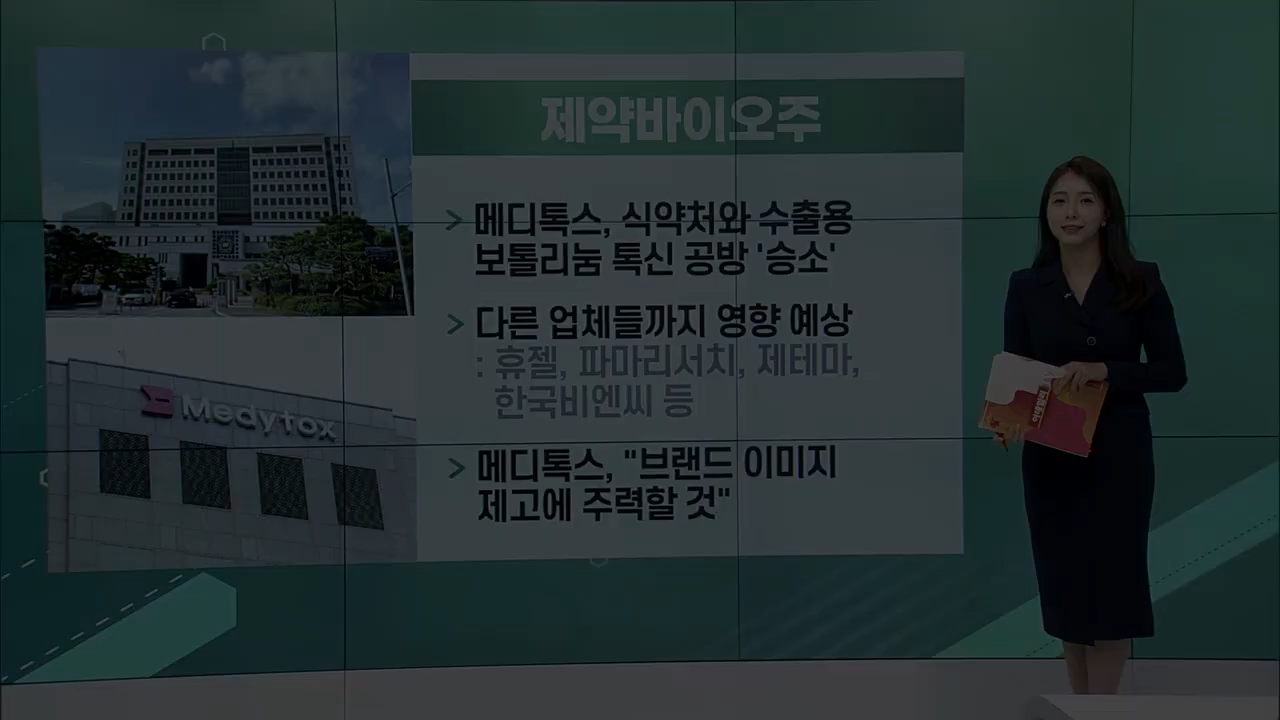 제약바이오주
> 메디톡스, 식약처와 수출용
보톨리눔 톡신 공방 '승소'
> 다른 업체들까지 영향 예상
: 휴젤, 파마리서치, 제테마,
한국비엔씨 등
> 메디톡스, "브랜드 이미지
제고에 주력할 것"
Medytox